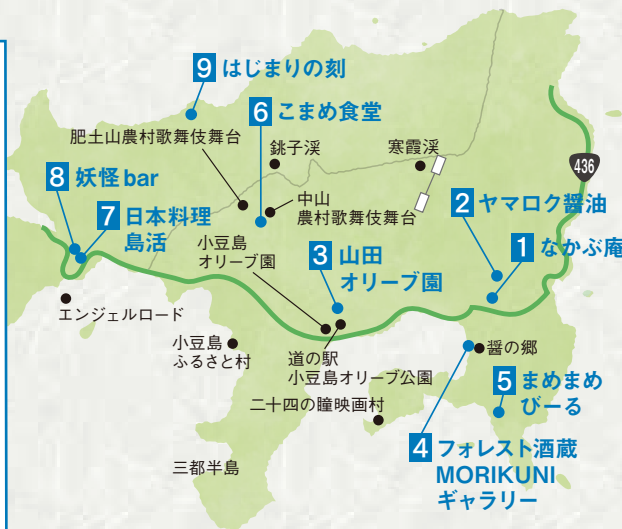 9 はじまりの刻
6 こまめ食堂
肥土山農村歌舞伎舞台
銚子渓
寒霞渓
436
8 妖怪 bar
中山
農村歌舞伎舞台
2 ヤマロク醤油
7 日本料理
島活
小豆島
オリーブ園
3 山田
オリーブ園
1 なかぶ庵
エンジェルロード
小豆島
ふるさと村
道の駅
小豆島オリーブ公園
醤の郷
二十四の瞳映画村
5 まめまめ
びーる
4 フォレスト酒蔵
MORIKUNI
ギャラリー
三都半島